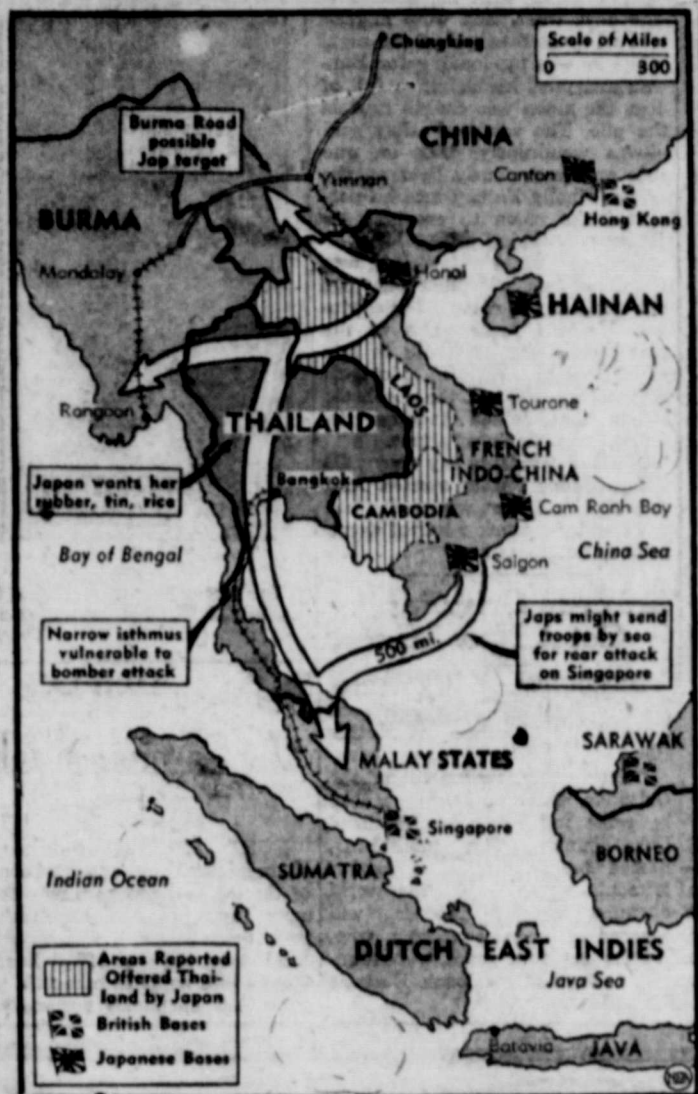 Chungking
Scale of Miles
0 300
Burma Road
possible
Jap target
CHINA
Yunnan
Canton
Hong Kong
BURMA
Mandalay
Hanoi
HAINAN
LAOS
Rangoon
THAILAND
Tourane
FRENCH
INDO-CHINA
Japan wants her
rubber, tin, rice
Bangkok
CAMBODIA
Cam Ranh Bay
Bay of Bengal
Saigon
China Sea
Narrow isthmus
vulnerable to
bomber attack
500 mi.
Japs might send
troops by sea
for rear attack
on Singapore
SARAWAK
MALAY STATES
Singapore
BORNEO
SUMATRA
Indian Ocean
DUTCH EAST INDIES
Java Sea
Areas Reported
Offered Thai-
land by Japan
British Bases
Japanese Bases
Batavia
JAVA